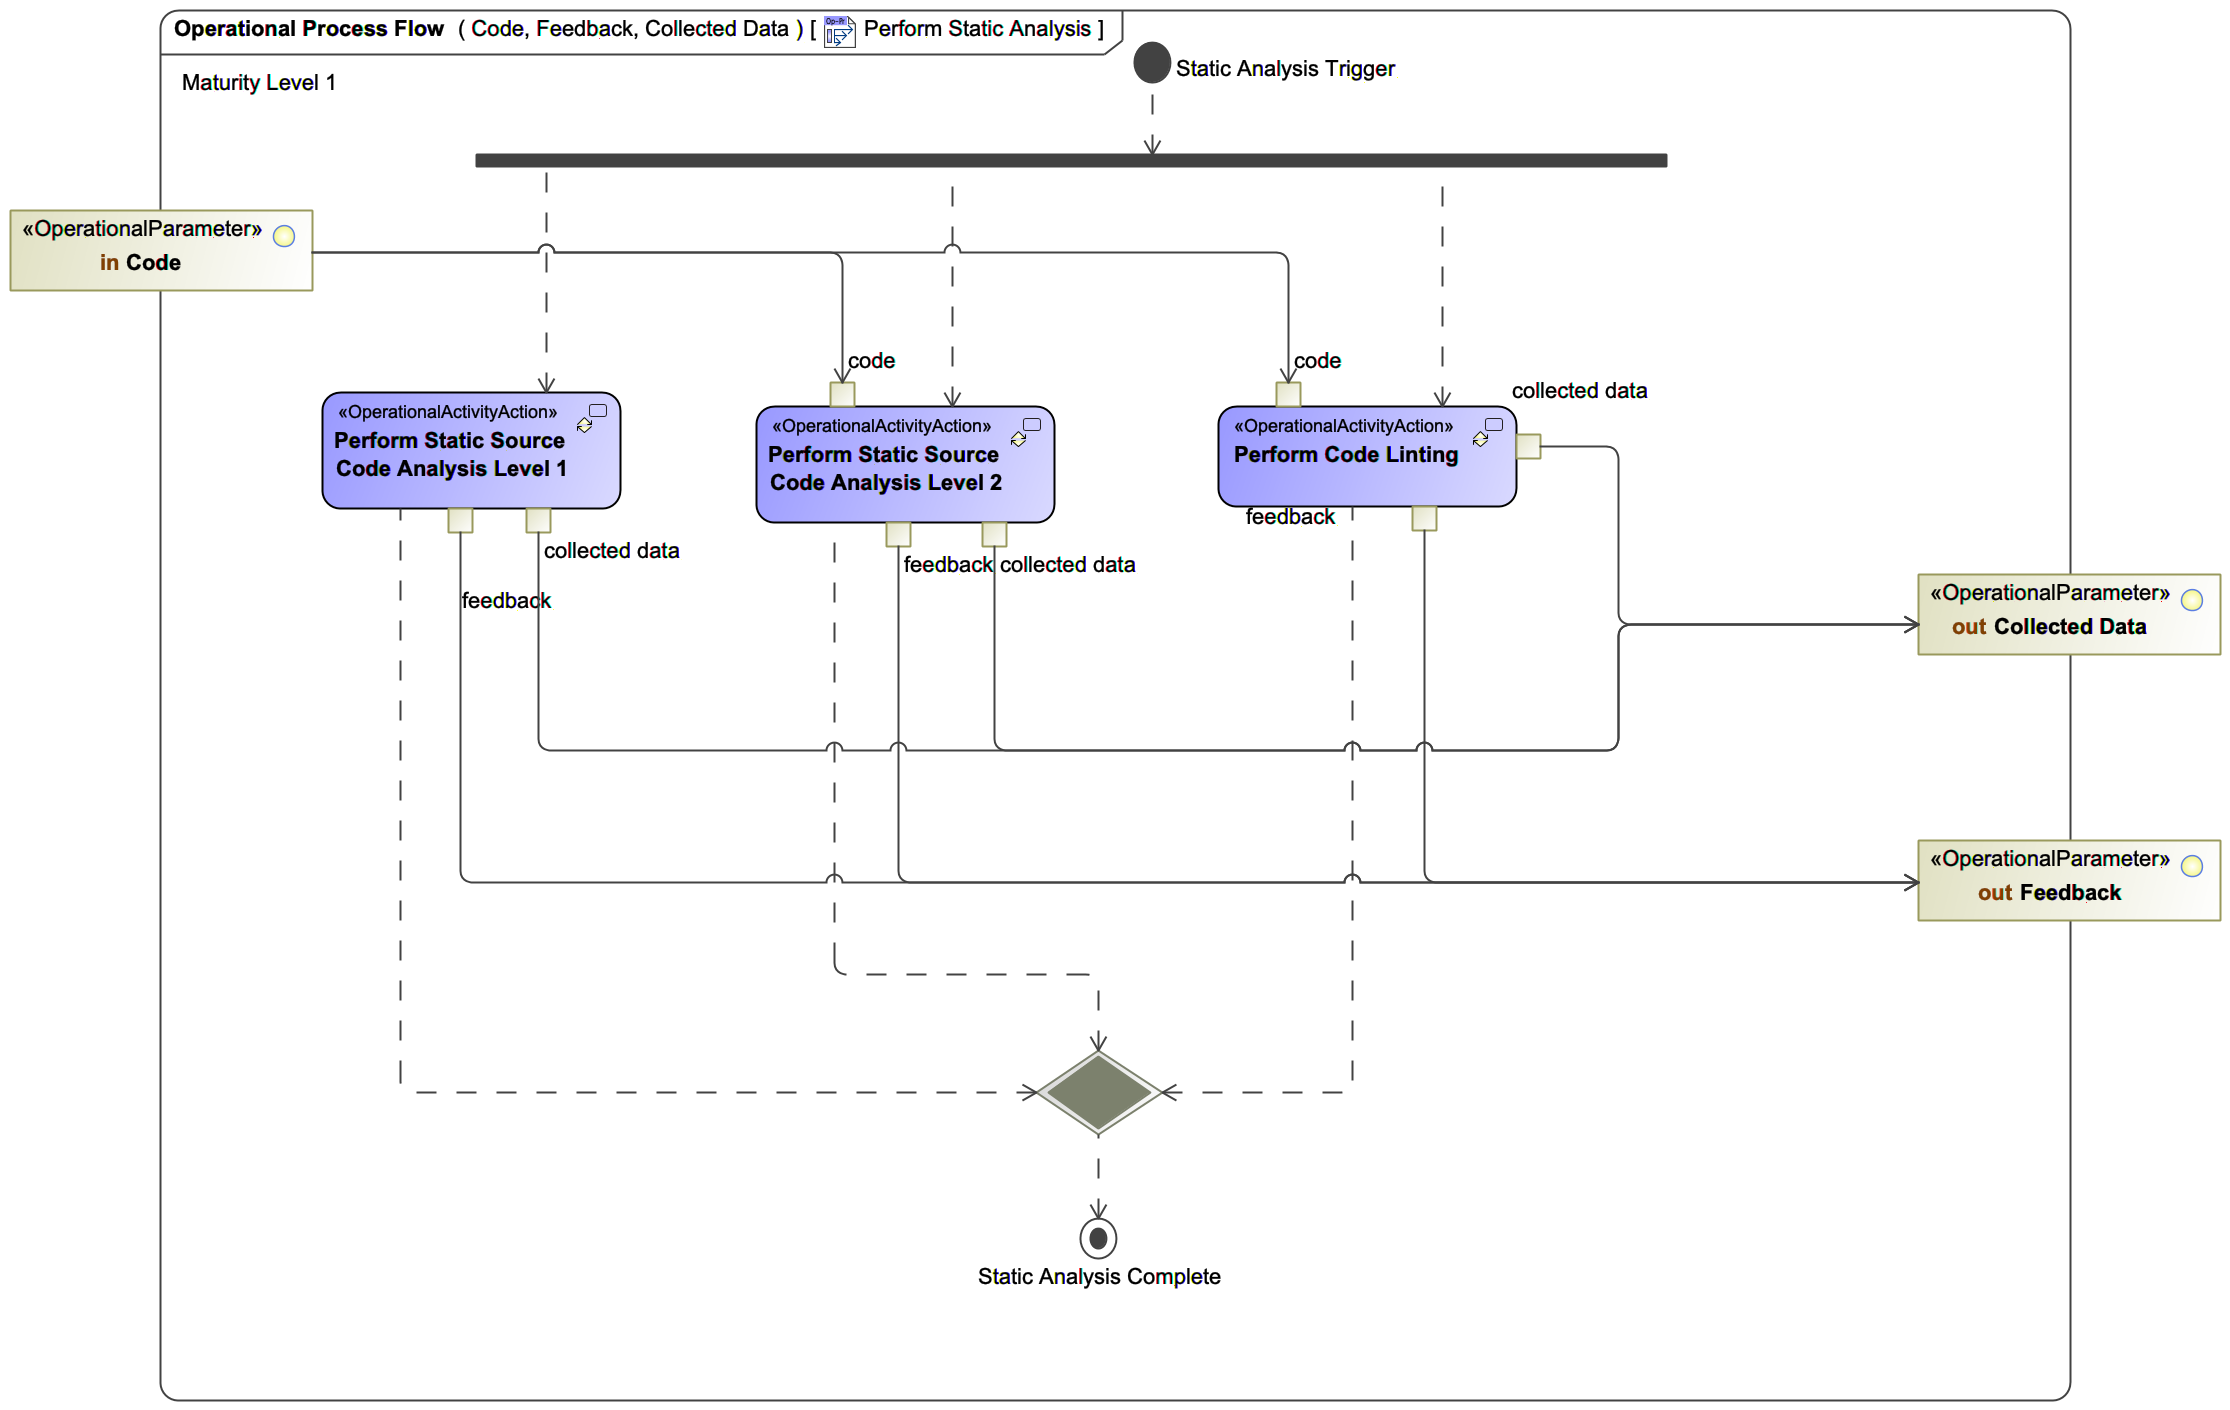 Operational Process Flow ( Code, Feedback, Collected Data ) [ Op-Pr Perform Static Analysis ]
Maturity Level 1
Static Analysis Trigger
«OperationalParameter»
in Code
code
code
collected data
«OperationalActivityAction»
Perform Static Source
Code Analysis Level 1
«OperationalActivityAction»
Perform Static Source
Code Analysis Level 2
«OperationalActivityAction»
Perform Code Linting
feedback
collected data
feedback
feedback
collected data
«OperationalParameter»
out Collected Data
«OperationalParameter»
out Feedback
Static Analysis Complete